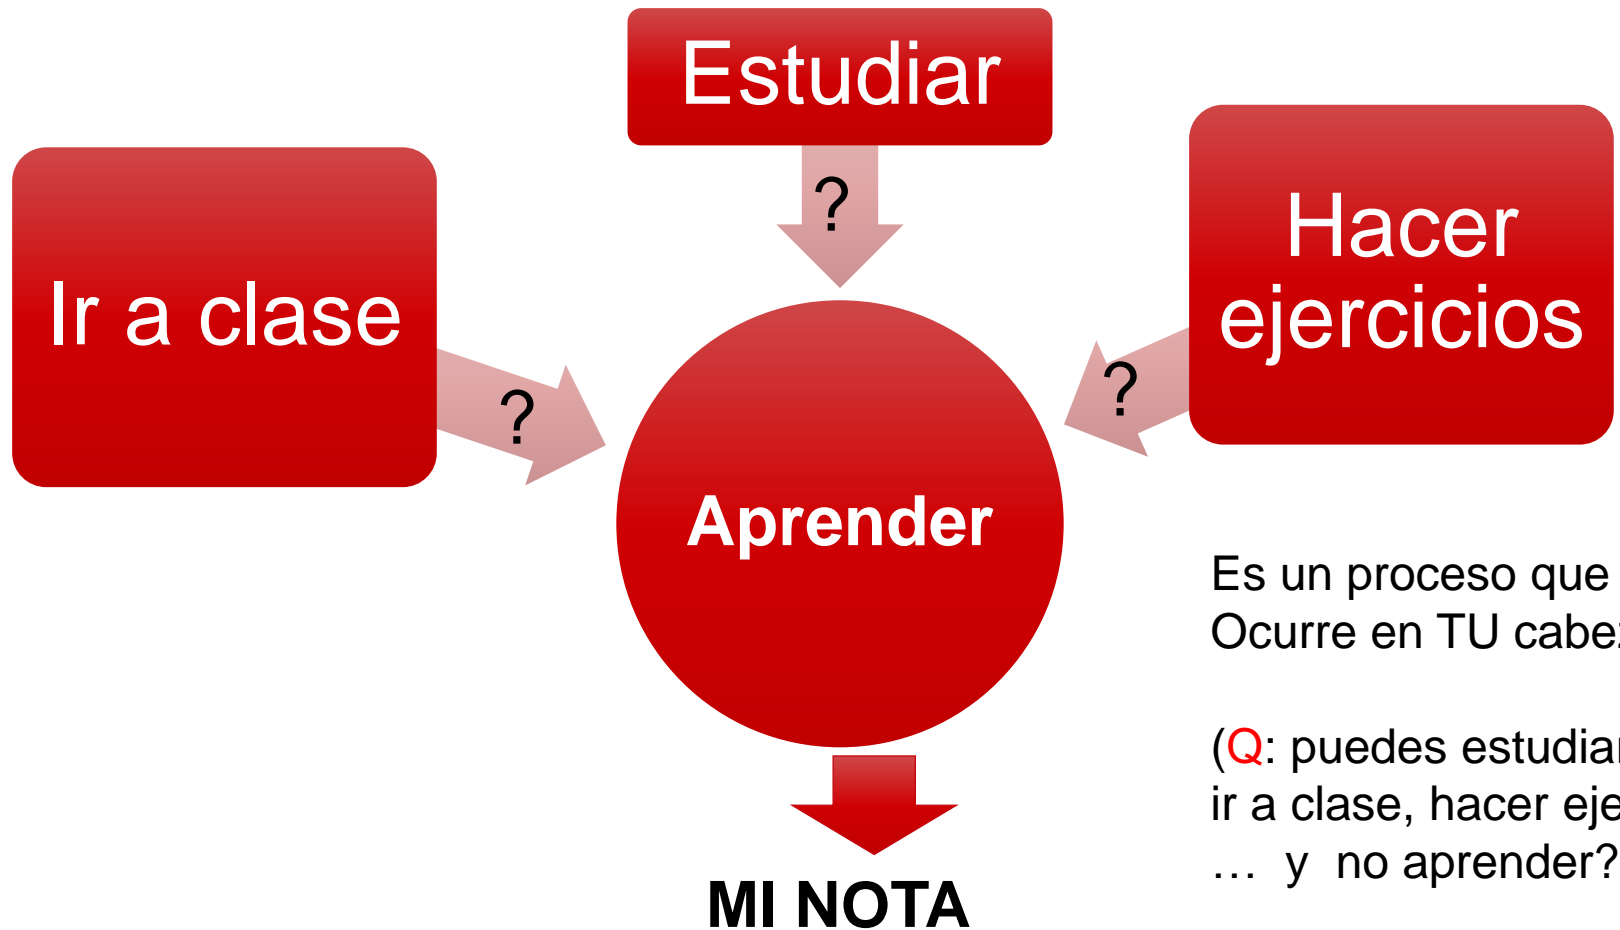 Estudiar
?
Ir a clase
?
Hacer
ejercicios
?
Aprender
Es un proceso que
Ocurre en TU
(Q: puedes estudiar
ir a clase, hacer
… y no aprender?
MI NOTA